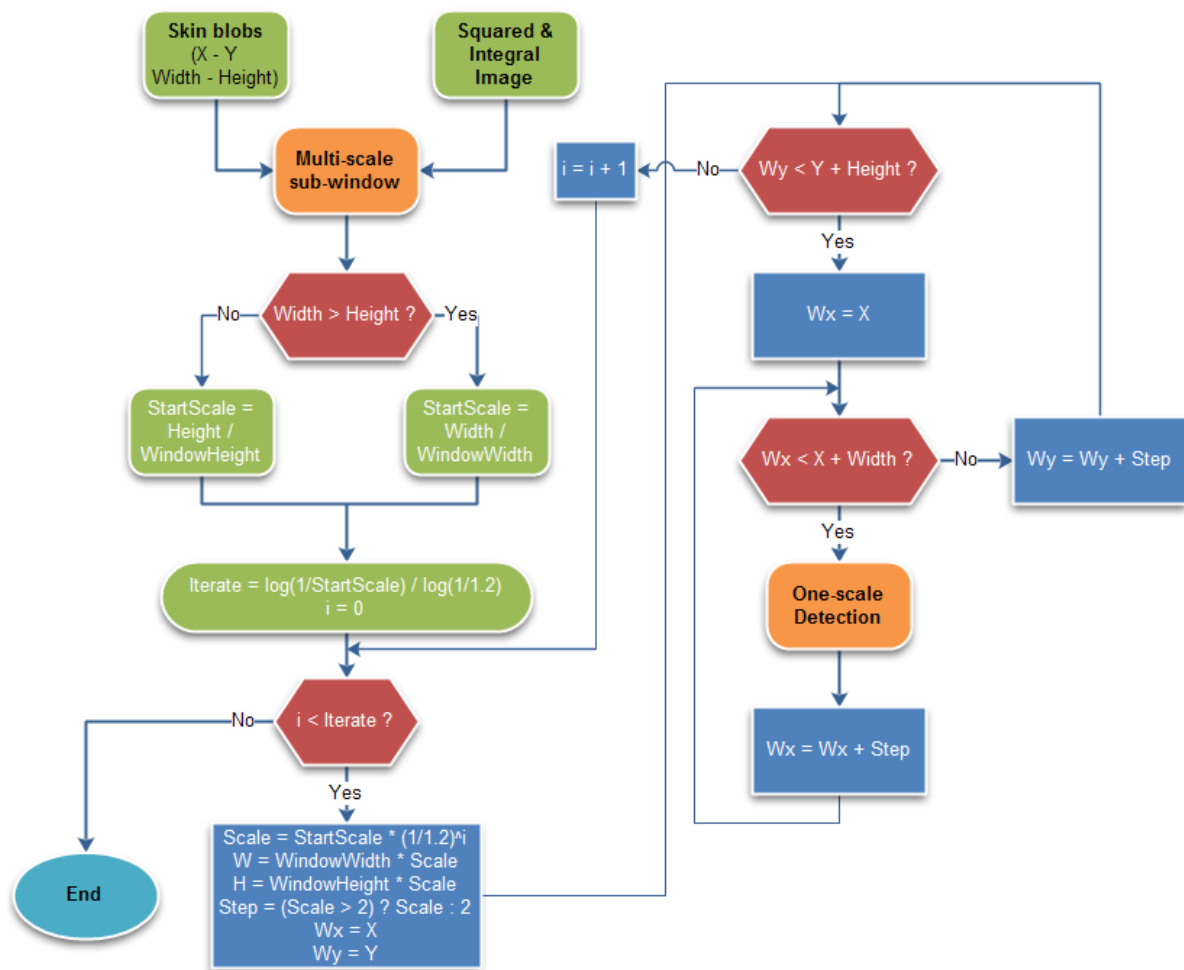 Skin blobs
(X - Y
Width - Height)
Squared &
Integral
Image
Multi-scale
sub-window
Width > Height ?
No
Yes
StartScale =
Height /
WindowHeight
StartScale =
Width /
WindowWidth
Iterate = log(1/StartScale) / log(1/1.2)
i = 0
i < Iterate ?
No
Yes
End
Scale = StartScale * (1/1.2)^i
W = WindowWidth * Scale
H = WindowHeight * Scale
Step = (Scale > 2) ? Scale : 2
Wx = X
Wy = Y
i = i + 1
No
Wy < Y + Height ?
Yes
Wx = X
Wx < X + Width ?
No
Wy = Wy + Step
Yes
One-scale
Detection
Wx = Wx + Step